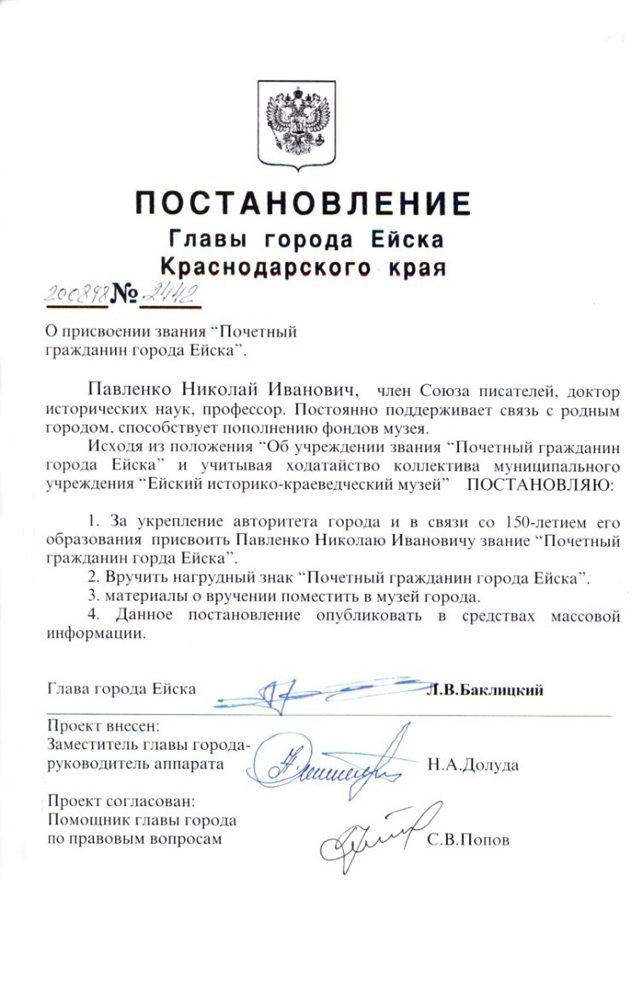 ПОСТАНОВЛЕНИЕ
Главы города Ейска
Краснодарского края
200898 № 2442
О присвоении звания “Почетный
гражданин города Ейска”.
Павленко Николай Иванович, член Союза писателей, доктор
исторических наук, профессор. Постоянно поддерживает связь с родным
городом, способствует пополнению фондов музея.
Исходя из положения “Об учреждении звания “Почетный гражданин
города Ейска” и учитывая ходатайство коллектива муниципального
учреждения “Ейский историко-краеведческий музей” ПОСТАНОВЛЯЮ:
1. За укрепление авторитета города и в связи со 150-летием его
образования присвоить Павленко Николаю Ивановичу звание “Почетный
гражданин горда Ейска”.
2. Вручить нагрудный знак “Почетный гражданин города Ейска”.
3. материалы о вручении поместить в музей города.
4. Данное постановление опубликовать в средствах массовой
информации.
Глава города Ейска Л.В.Баклицкий
Проект внесен:
Заместитель главы города-
руководитель аппарата Н.А.Долуда
Проект согласован:
Помощник главы города
по правовым вопросам С.В.Попов